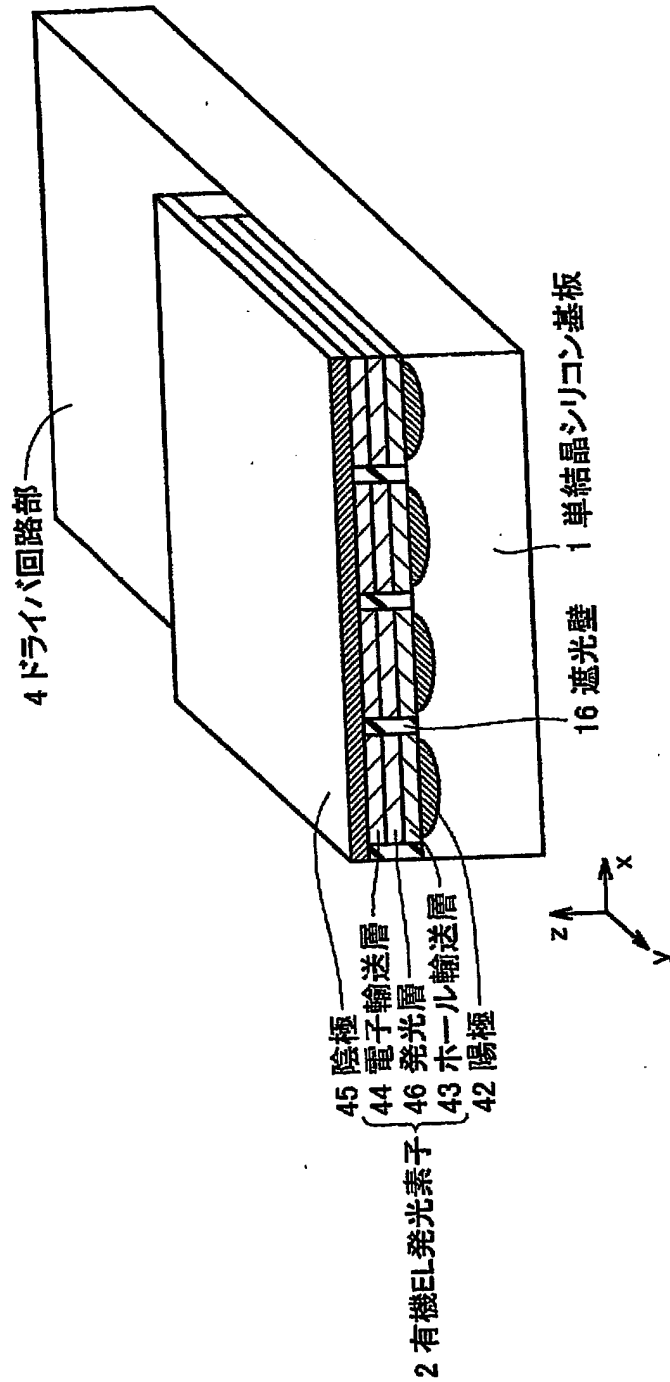 4 ドライバ回路部
45 陰極
44 電子輸送層
46 発光層
43 ホール輸送層
42 陽極
2 有機EL発光素子
16 遮光壁
1 単結晶シリコン基板
z
x
y